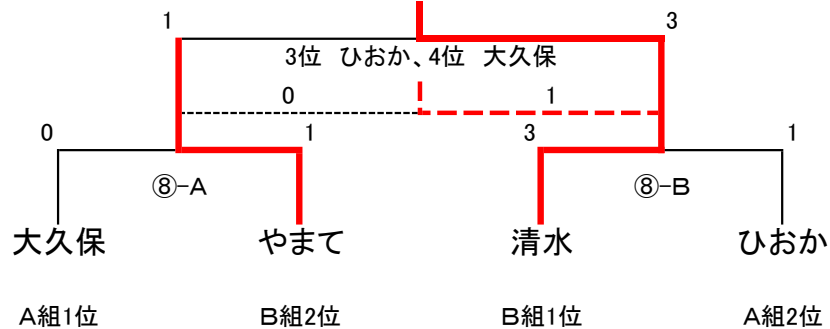 1 3
3位 ひおか、4位 大久保
0 1
0 1 3 1
⑧-A ⑧-B
大久保 やまて 清水 ひおか
A組1位 B組2位 B組1位 A組2位